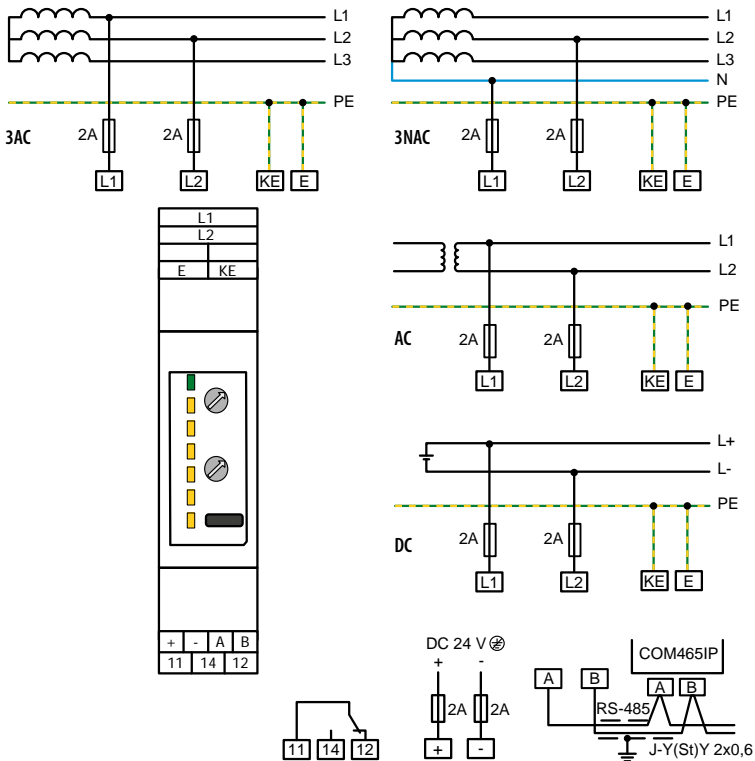 L1
L2
L3
PE
3AC
2A
2A
L1
L2
KE
E
L1
L2
L3
N
PE
3NAC
2A
2A
L1
L2
KE
E
L1
L2
E KE
+ - A B
11 14 12
L1
L2
PE
AC
2A
2A
L1
L2
KE
E
L+
L-
PE
DC
2A
2A
L1
L2
KE
E
11 14 12
DC 24 V
+ -
2A 2A
+ -
COM465IP
A B
A B
RS-485
J-Y(St)Y 2x0,6